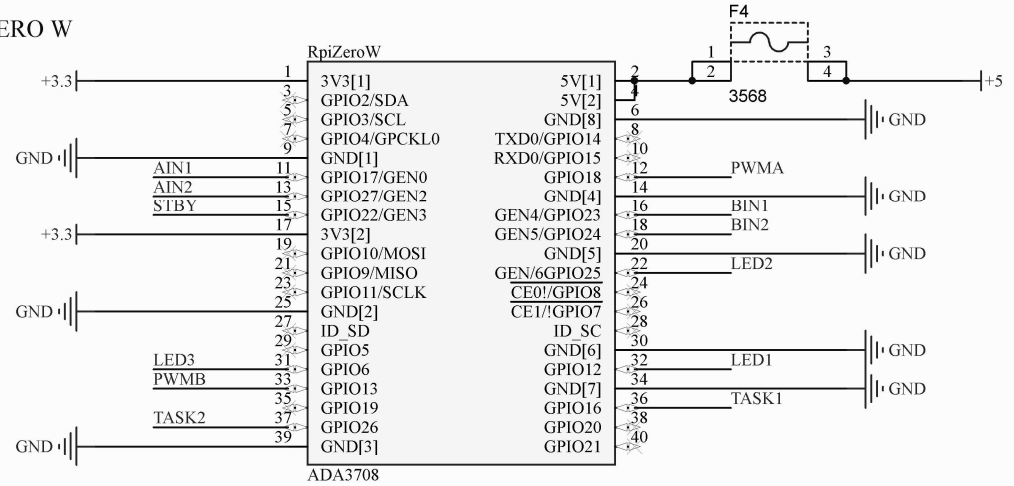 ERO W
F4
RpiZeroW
1 3
2 4
3568
+3.3 1 3V3[1] 5V[1] 2 +5
3 GPIO2/SDA 5V[2] 4
5 GPIO3/SCL GND[8] 6 GND
7 GPIO4/GPCKL0 TXD0/GPIO14 8
GND 9 GND[1] RXD0/GPIO15 10
AIN1 11 GPIO17/GEN0 GPIO18 12 PWMA
AIN2 13 GPIO27/GEN2 GND[4] 14 GND
STBY 15 GPIO22/GEN3 GEN4/GPIO23 16 BIN1
+3.3 17 3V3[2] GEN5/GPIO24 18 BIN2
19 GPIO10/MOSI GND[5] 20 GND
21 GPIO9/MISO GEN/6GPIO25 22 LED2
23 GPIO11/SCLK CE0!/GPIO8 24
GND 25 GND[2] CE1/!GPIO7 26
27 ID_SD ID_SC 28
29 GPIO5 GND[6] 30 GND
LED3 31 GPIO6 GPIO12 32 LED1
PWMB 33 GPIO13 GND[7] 34 GND
35 GPIO19 GPIO16 36 TASK1
TASK2 37 GPIO26 GPIO20 38
GND 39 GND[3] GPIO21 40
ADA3708